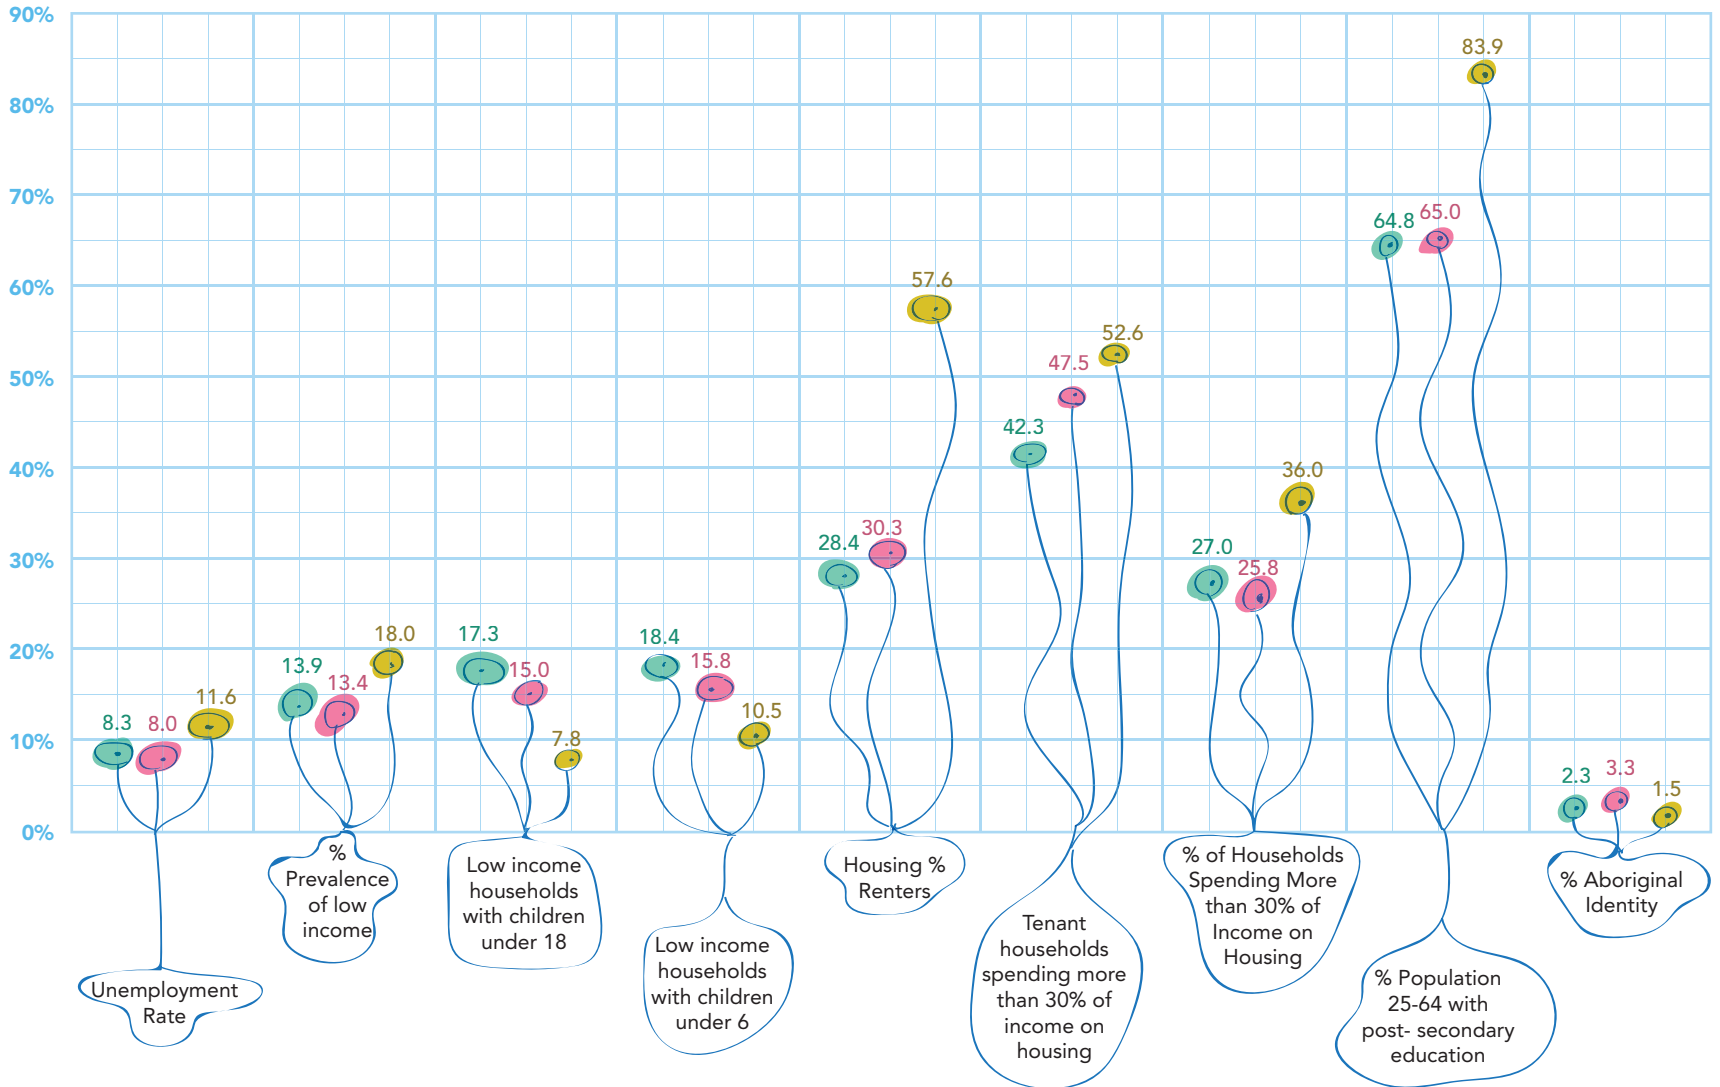 90%
80%
70%
60%
50%
40%
30%
20%
10%
0%
8.3
8.0
11.6
Unemployment
Rate
13.9
13.4
18.0
%
Prevalence
of low
income
17.3
15.0
7.8
Low income
households
with children
under 18
18.4
15.8
10.5
Low income
households
with children
under 6
28.4
30.3
57.6
Housing %
Renters
42.3
47.5
52.6
Tenant
households
spending more
than 30% of
income on
housing
27.0
25.8
36.0
% of Households
Spending More
than 30% of
Income on
Housing
64.8
65.0
83.9
% Population
25-64 with
post- secondary
education
2.3
3.3
1.5
% Aboriginal
Identity